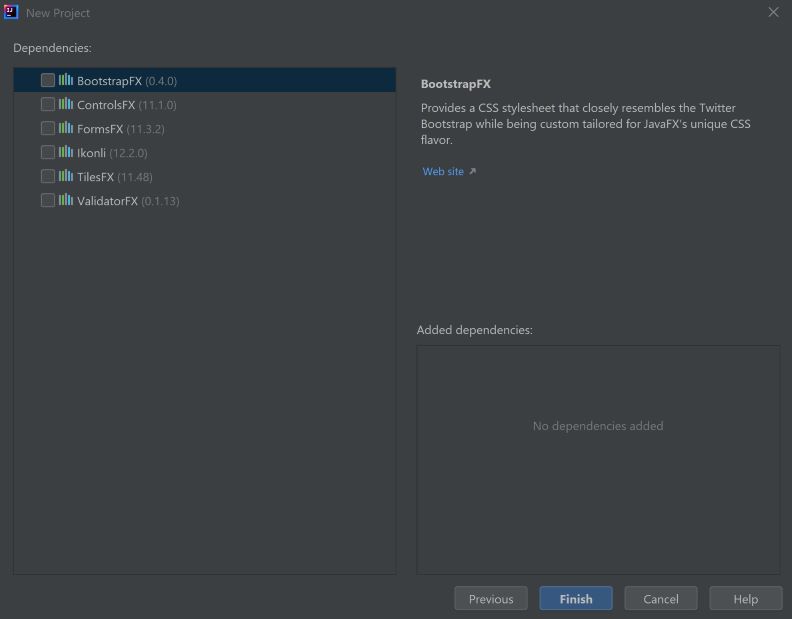 New Project
Dependencies:
BootstrapFX (0.4.0)
ControlsFX (11.1.0)
FormsFX (11.3.2)
Ikonli (12.2.0)
TilesFX (11.48)
ValidatorFX (0.1.13)
BootstrapFX
Provides a CSS stylesheet that closely resembles the Twitter
Bootstrap while being custom tailored for JavaFX's unique CSS
flavor.
Web site ↗
Added dependencies:
No dependencies added
Previous
Finish
Cancel
Help